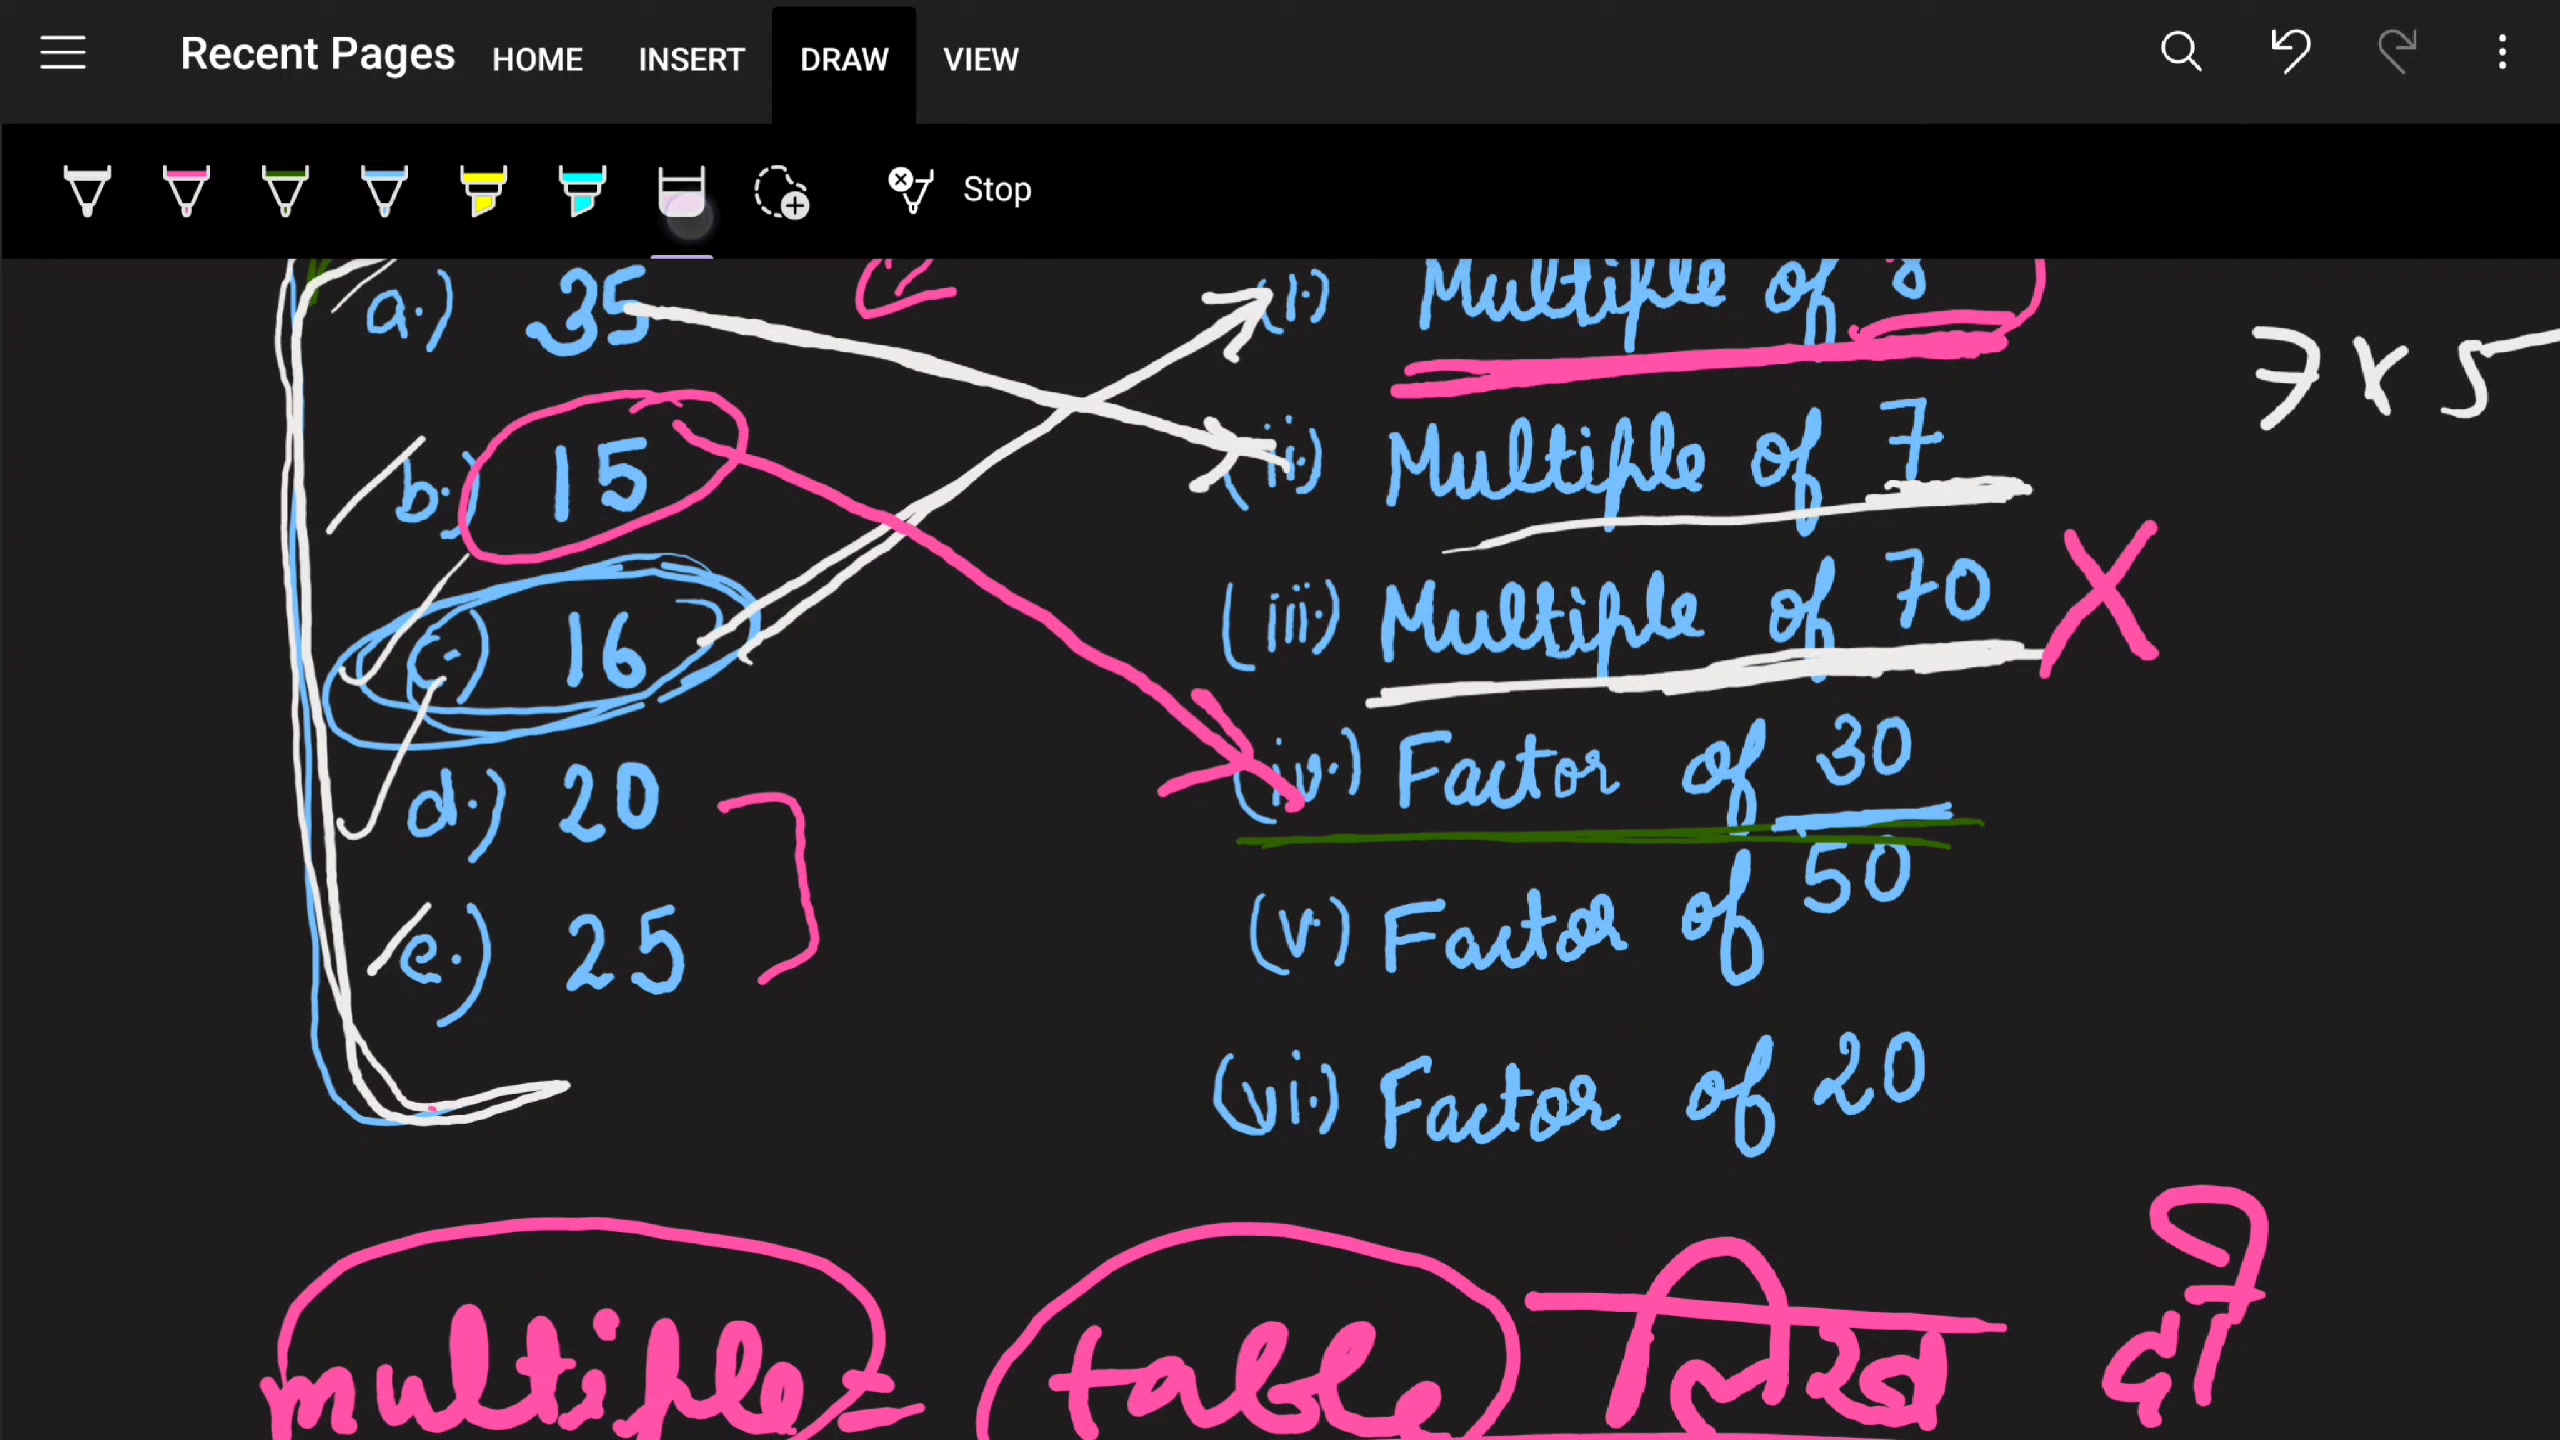 Recent Pages HOME INSERT DRAW VIEW
Stop
a.) 35 (i.) Multiple of 8
7 x 5
b.) 15 (ii.) Multiple of 7
c.) 16 (iii.) Multiple of 70 X
d.) 20 (iv.) Factor of 30
e.) 25 (v.) Factor of 50
(vi.) Factor of 20
multiple = table लिख दो